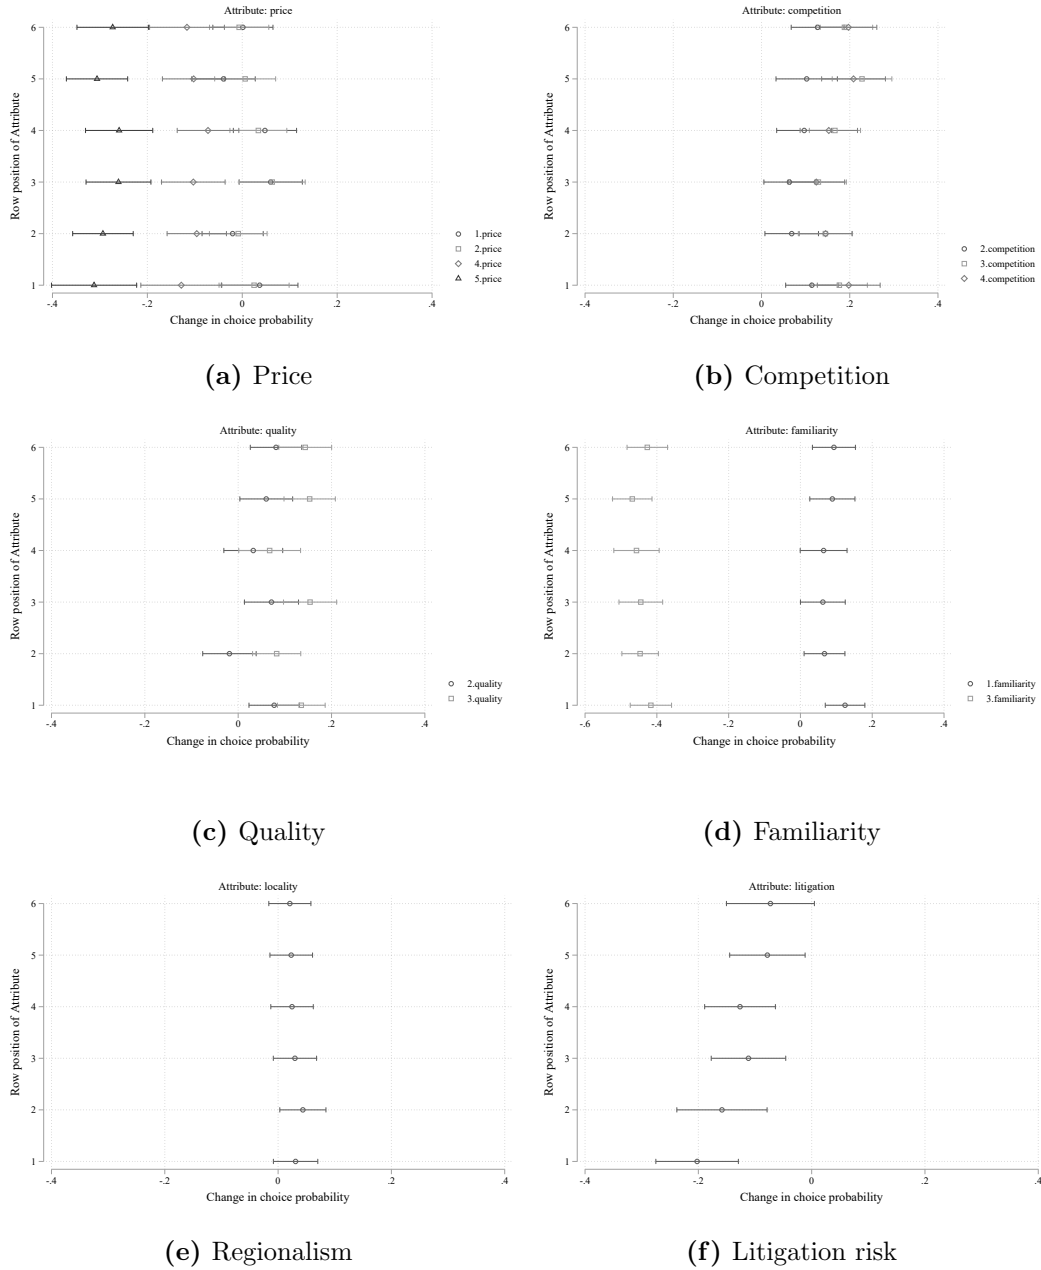 Attribute: price
Row position of Attribute
6
5
4
3
2
1
-.4
-.2
0
.2
.4
Change in choice probability
1.price
2.price
4.price
5.price
(a) Price
Attribute: competition
Row position of Attribute
6
5
4
3
2
1
-.4
-.2
0
.2
.4
Change in choice probability
2.competition
3.competition
4.competition
(b) Competition
Attribute: quality
Row position of Attribute
6
5
4
3
2
1
-.4
-.2
0
.2
.4
Change in choice probability
2.quality
3.quality
(c) Quality
Attribute: familiarity
Row position of Attribute
6
5
4
3
2
1
-.6
-.4
-.2
0
.2
.4
Change in choice probability
1.familiarity
3.familiarity
(d) Familiarity
Attribute: locality
Row position of Attribute
6
5
4
3
2
1
-.4
-.2
0
.2
.4
Change in choice probability
(e) Regionalism
Attribute: litigation
Row position of Attribute
6
5
4
3
2
1
-.4
-.2
0
.2
.4
Change in choice probability
(f) Litigation risk